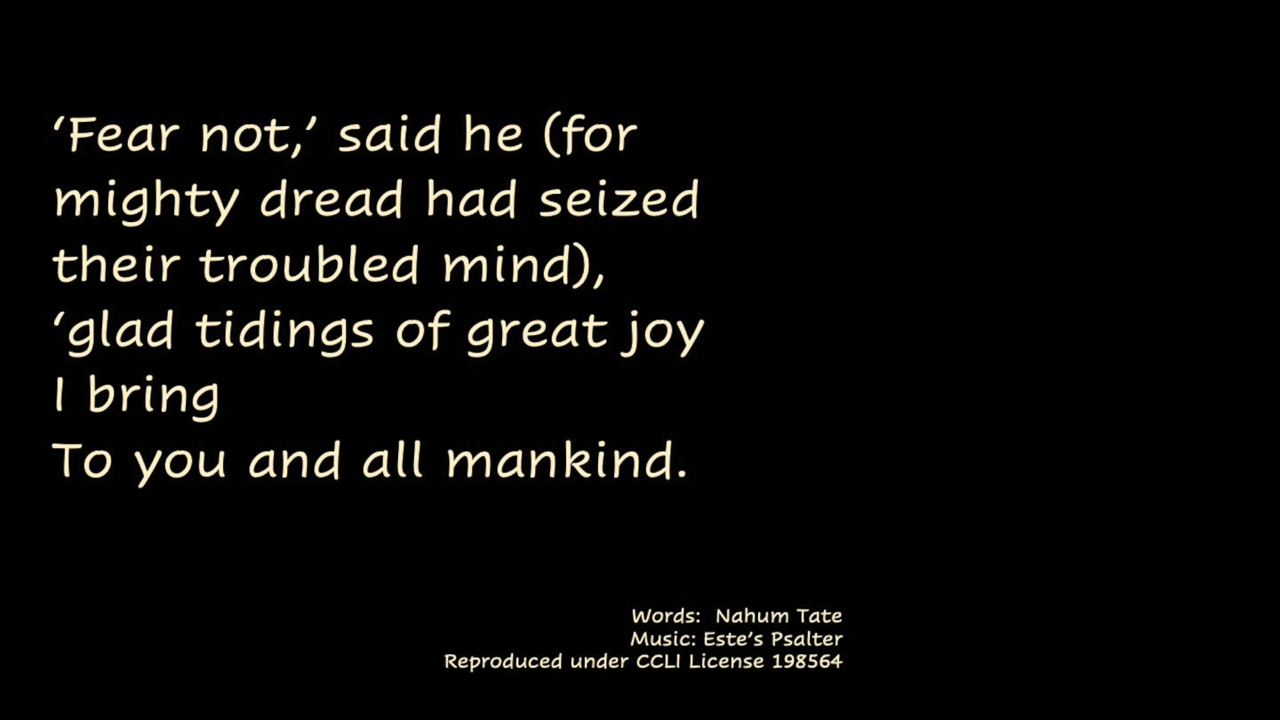 ‘Fear not,’ said he (for
mighty dread had seized
their troubled mind),
‘glad tidings of great joy
I bring
To you and all mankind.
Words:  Nahum Tate
Music: Este’s Psalter
Reproduced under CCLI License 198564